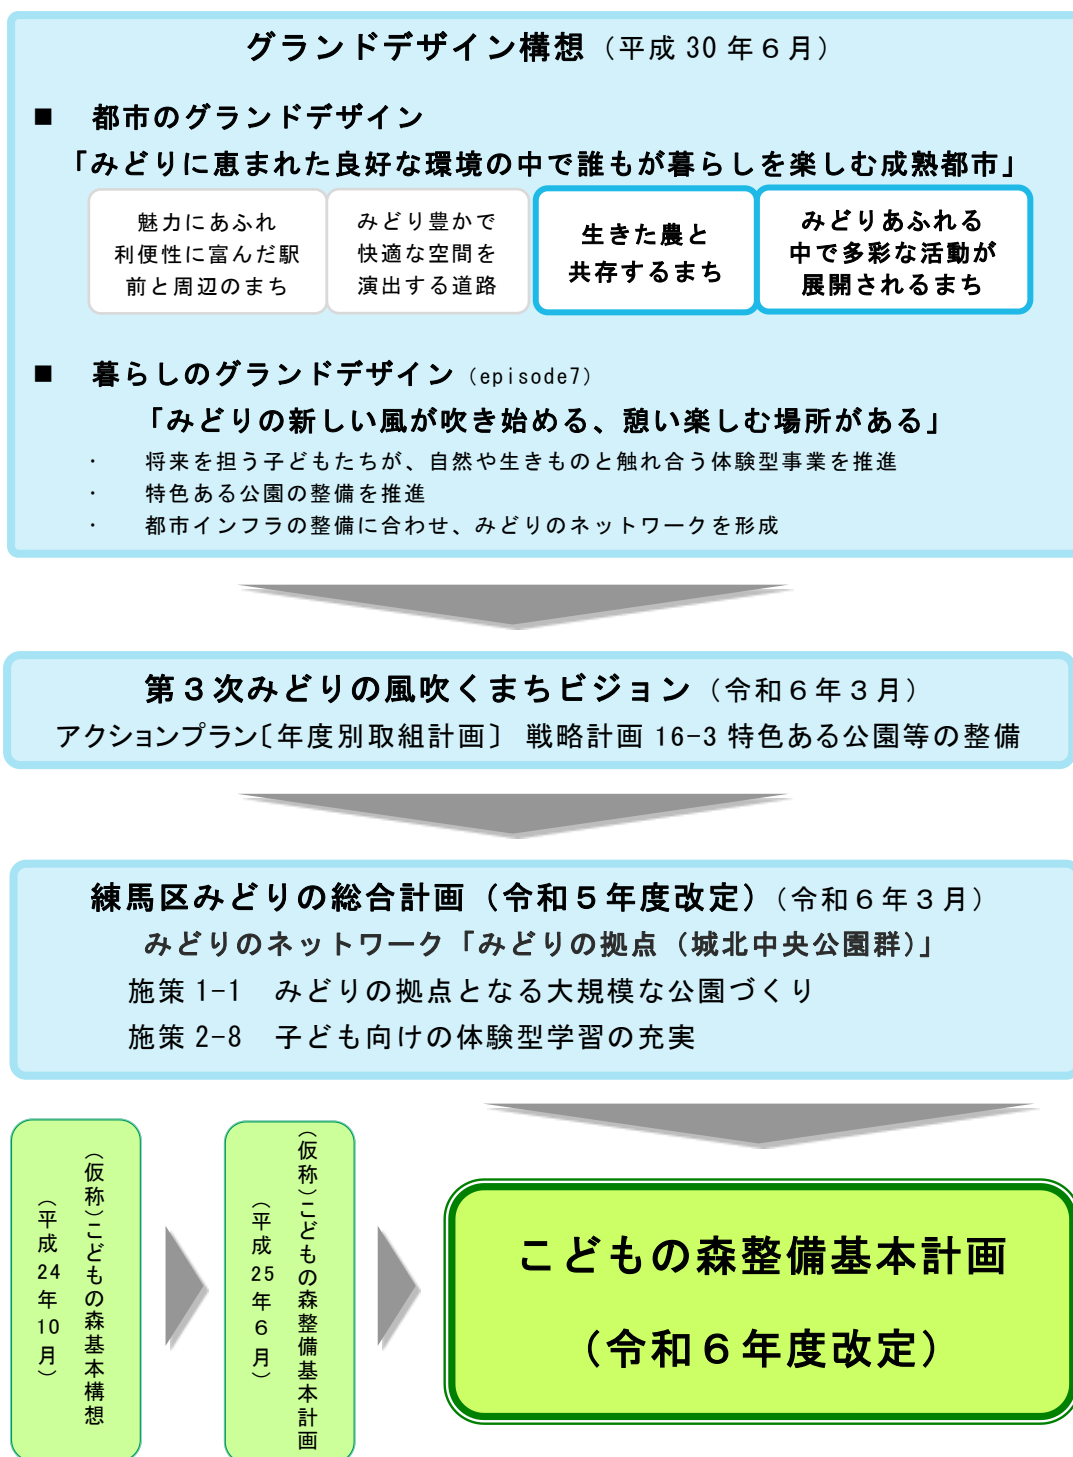 グランドデザイン構想（平成30年６月）
■ 都市のグランドデザイン
「みどりに恵まれた良好な環境の中で誰もが暮らしを楽しむ成熟都市」
魅力にあふれ
利便性に富んだ駅
前と周辺のまち
みどり豊かで
快適な空間を
演出する道路
生きた農と
共存するまち
みどりあふれる
中で多彩な活動が
展開されるまち
■ 暮らしのグランドデザイン（episode7）
「みどりの新しい風が吹き始める、憩い楽しむ場所がある」
・ 将来を担う子どもたちが、自然や生きものと触れ合う体験型事業を推進
・ 特色ある公園の整備を推進
・ 都市インフラの整備に合わせ、みどりのネットワークを形成
第３次みどりの風吹くまちビジョン（令和６年３月）
アクションプラン〔年度別取組計画〕 戦略計画 16-3 特色ある公園等の整備
練馬区みどりの総合計画（令和５年度改定）（令和６年３月）
みどりのネットワーク「みどりの拠点（城北中央公園群）」
施策 1-1 みどりの拠点となる大規模な公園づくり
施策 2-8 子ども向けの体験型学習の充実
（仮称）こどもの森基本構想
（平成24年10月）
（仮称）こどもの森整備基本計画
（平成25年６月）
こどもの森整備基本計画
（令和６年度改定）